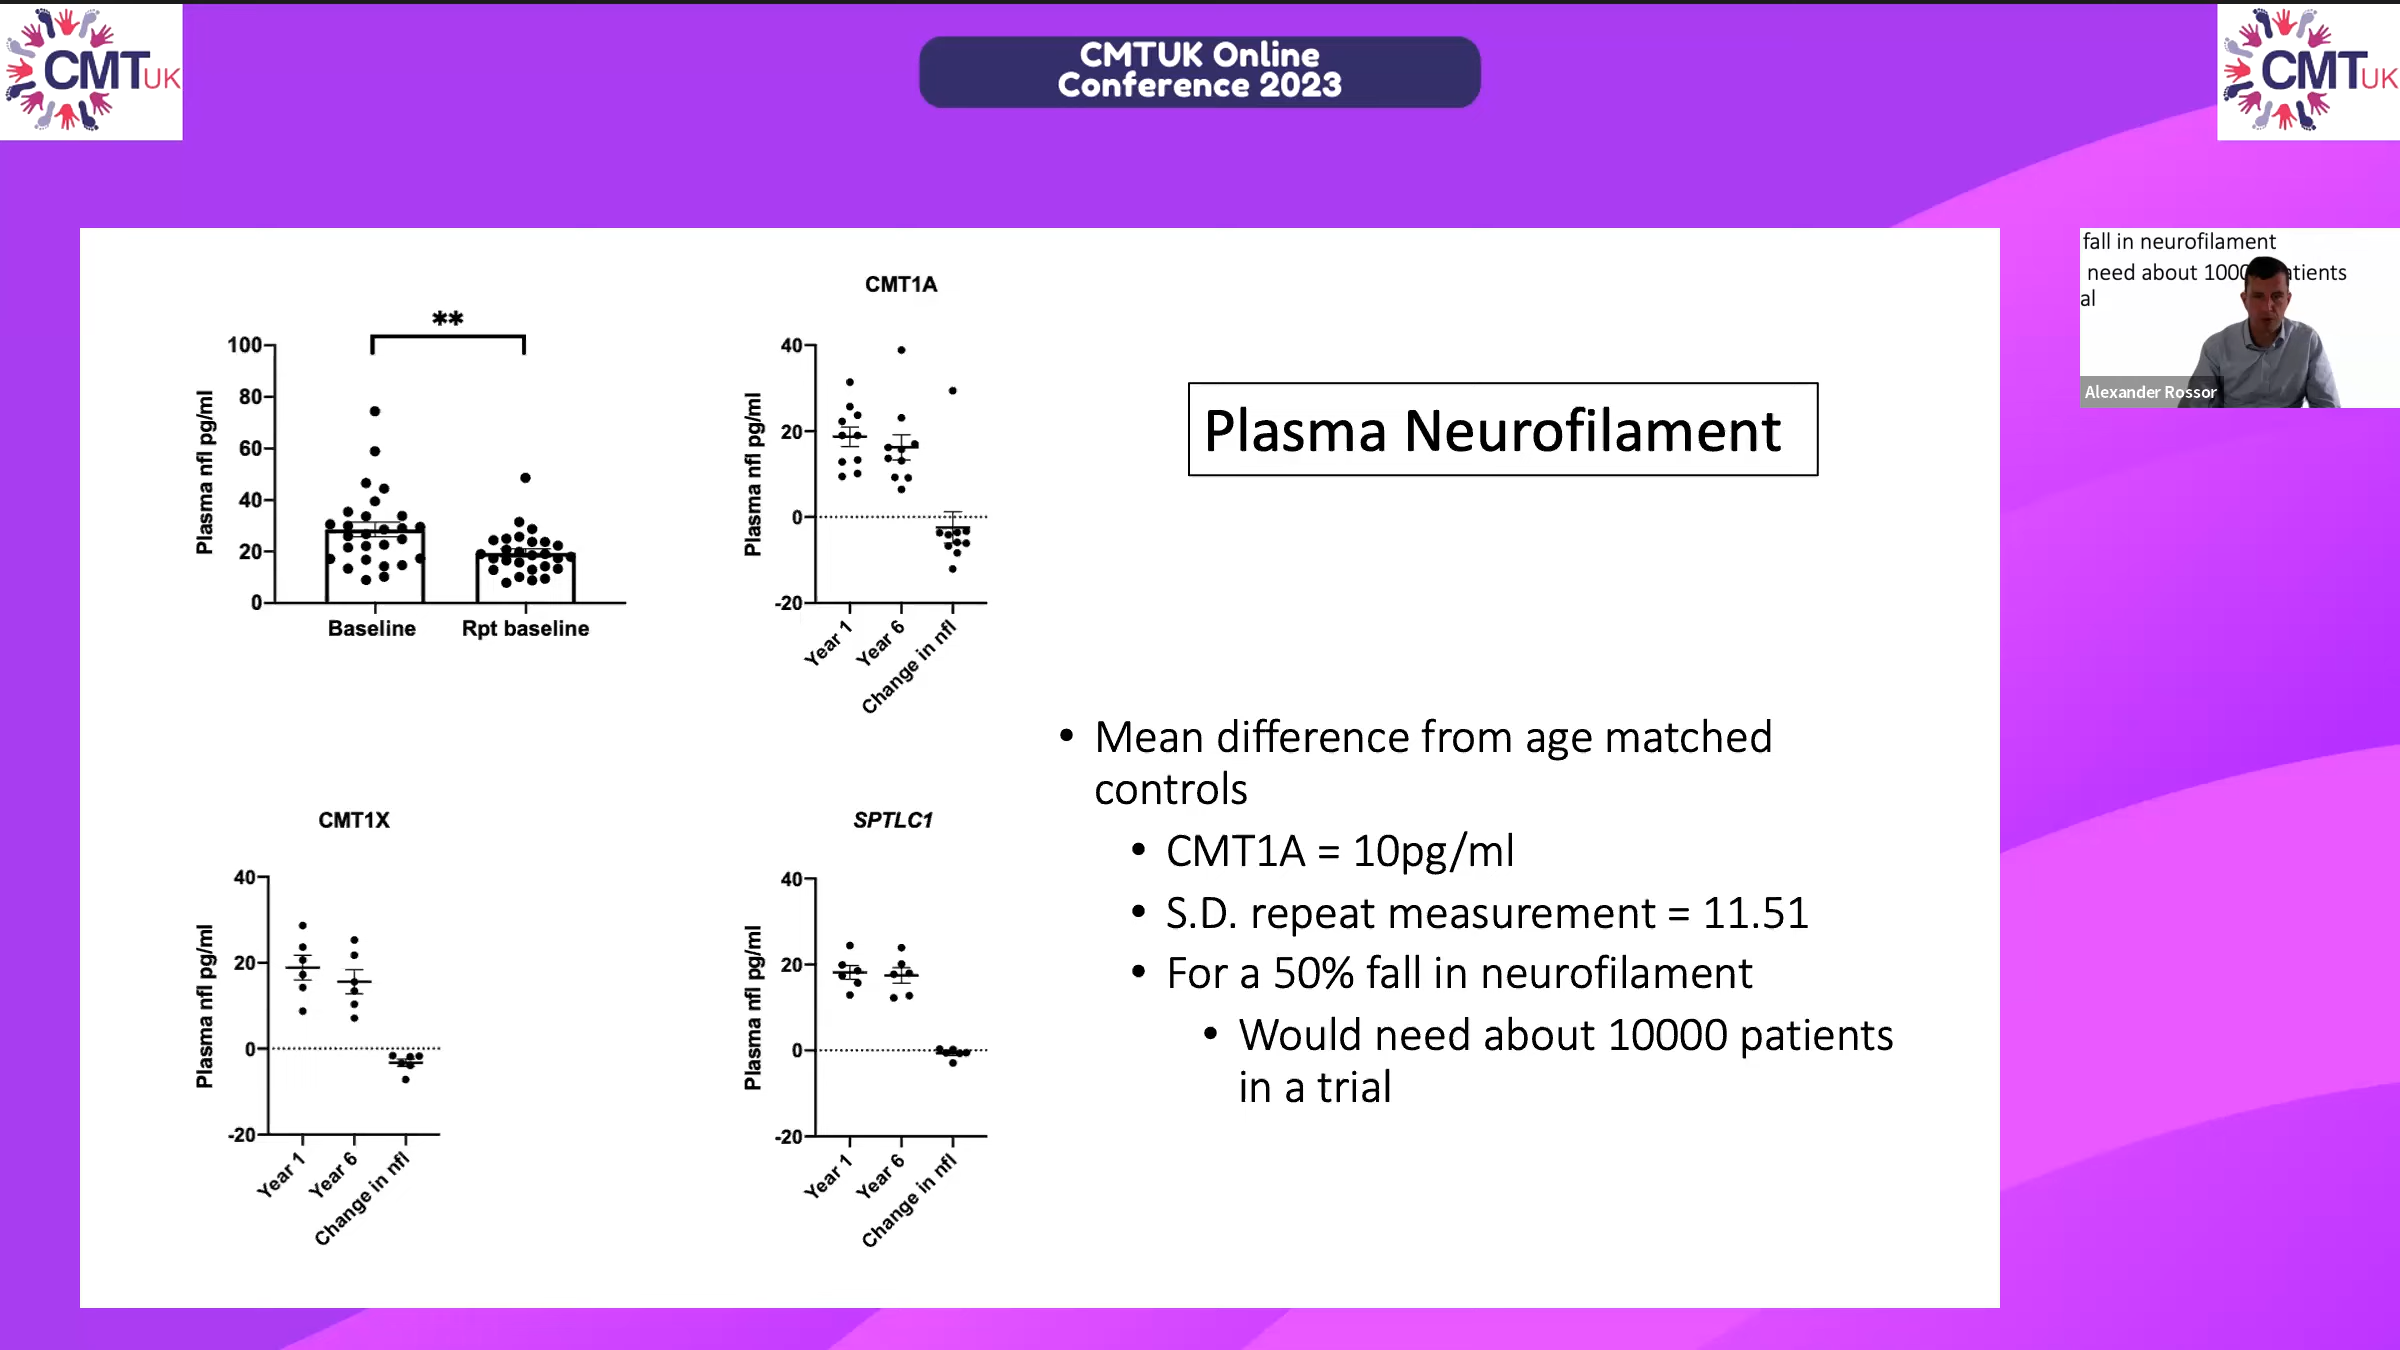 CMTUK
CMTUK Online
Conference 2023
CMTUK
fall in neurofilament
need about 1000 atients
al
Alexander Rossor
**
Plasma nfl pg/ml
100
80
60
40
20
0
Baseline
Rpt baseline
CMT1A
Plasma nfl pg/ml
40
20
0
-20
Year 1
Year 6
Change in nfl
Plasma Neurofilament
• Mean difference from age matched
controls
• CMT1A = 10pg/ml
• S.D. repeat measurement = 11.51
• For a 50% fall in neurofilament
• Would need about 10000 patients
in a trial
CMT1X
Plasma nfl pg/ml
40
20
0
-20
Year 1
Year 6
Change in nfl
SPTLC1
Plasma nfl pg/ml
40
20
0
-20
Year 1
Year 6
Change in nfl